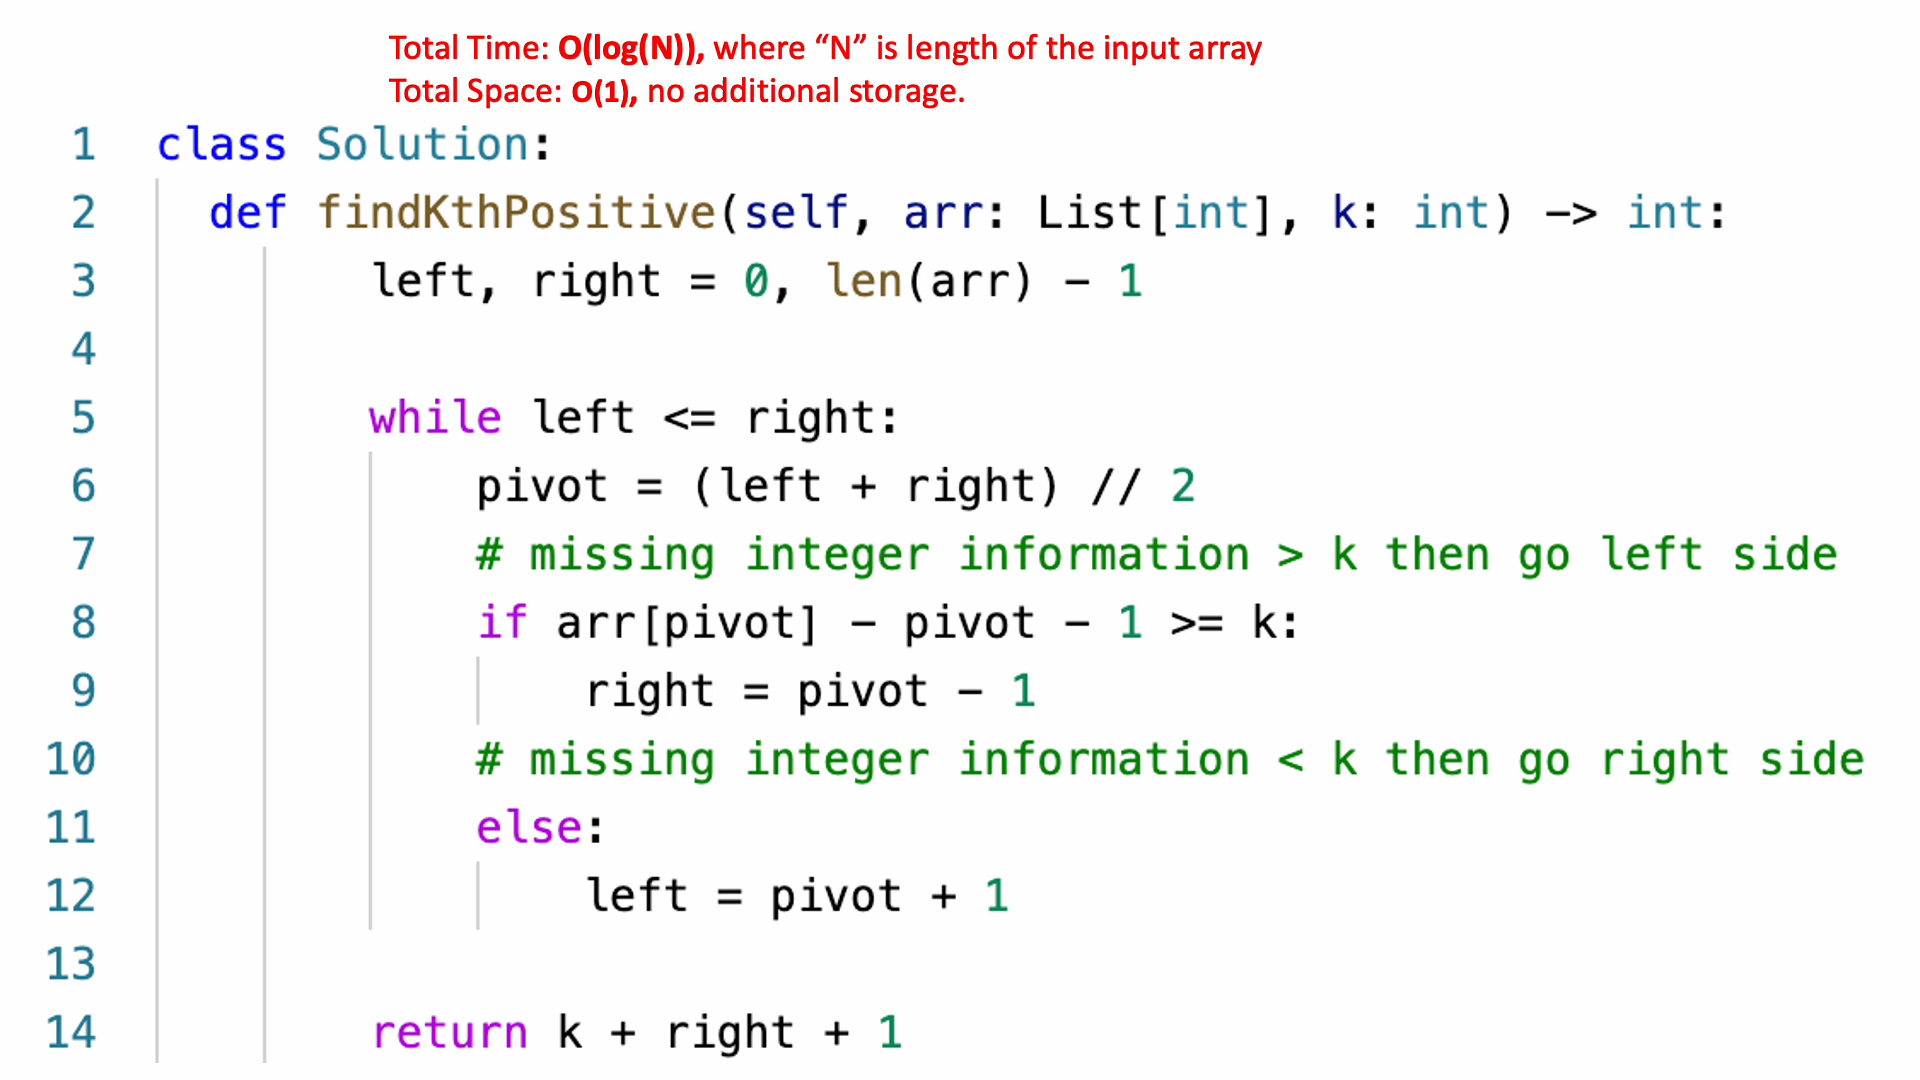 Total Time: O(log(N)), where “N” is length of the input array
Total Space: O(1), no additional storage.
1 class Solution:
2 def findKthPositive(self, arr: List[int], k: int) -> int:
3 left, right = 0, len(arr) - 1
4
5 while left <= right:
6 pivot = (left + right) // 2
7 # missing integer information > k then go left side
8 if arr[pivot] - pivot - 1 >= k:
9 right = pivot - 1
10 # missing integer information < k then go right side
11 else:
12 left = pivot + 1
13
14 return k + right + 1